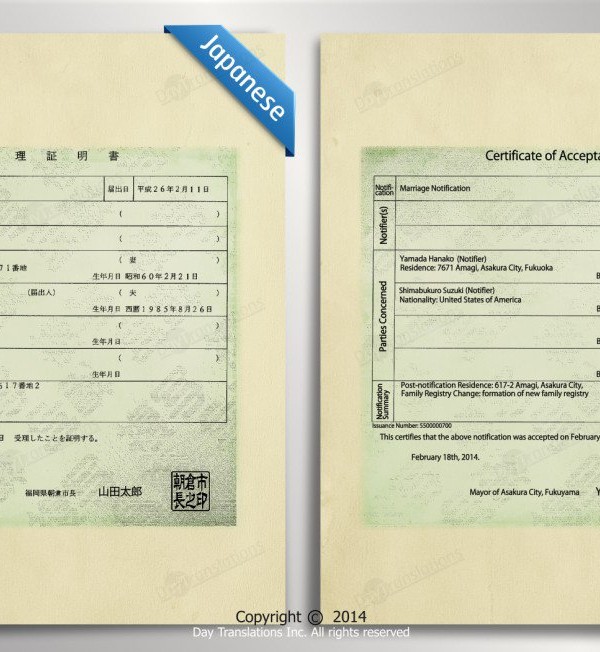 Japanese
理 証 明 書
届出日 平成26年2月11日
( )
( )
( 妻
71番地
生年月日 昭和60年2月21日
(届出人) ( 夫
生年月日 西暦1985年8月26日
( )
生年月日
( )
生年月日
617番地2
日 受理したことを証明する。
福岡県朝倉市長 山田太郎
朝倉市
長之印
Certificate of Accepta
Notifi-
cation
Marriage Notification
Notifier(s)
Parties Concerned
Yamada Hanako (Notifier)
Residence: 7671 Amagi, Asakura City, Fukuoka
B
Shimabukuro Suzuki (Notifier)
Nationality: United States of America
B
B
B
Notification
Summary
Post-notification Residence: 617-2 Amagi, Asakura City,
Family Registry Change: formation of new family registry
Issuance Number: 5500000700
This certifies that the above notification was accepted on February
February 18th, 2014.
Mayor of Asakura City, Fukuyama Y
Day Translations
Copyright © 2014
Day Translations Inc. All rights reserved